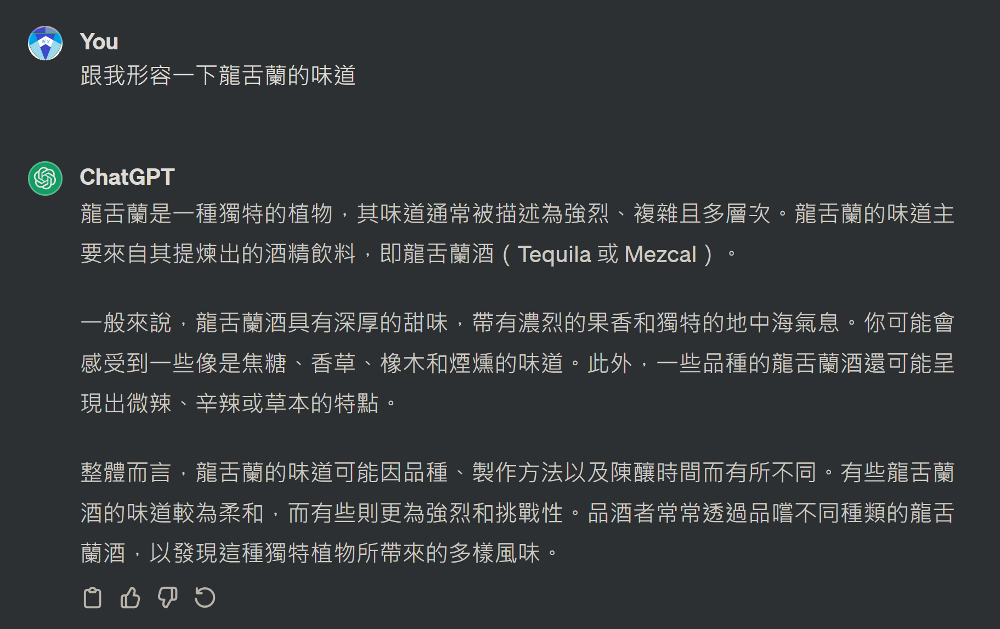 You
跟我形容一下龍舌蘭的味道
ChatGPT
龍舌蘭是一種獨特的植物，其味道通常被描述為強烈、複雜且多層次。龍舌蘭的味道主
要來自其提煉出的酒精飲料，即龍舌蘭酒（Tequila 或 Mezcal）。
一般來說，龍舌蘭酒具有深厚的甜味，帶有濃烈的果香和獨特的地中海氣息。你可能會
感受到一些像是焦糖、香草、橡木和煙燻的味道。此外，一些品種的龍舌蘭酒還可能呈
現出微辣、辛辣或草本的特點。
整體而言，龍舌蘭的味道可能因品種、製作方法以及陳釀時間而有所不同。有些龍舌蘭
酒的味道較為柔和，而有些則更為強烈和挑戰性。品酒者常常透過品嚐不同種類的龍舌
蘭酒，以發現這種獨特植物所帶來的多樣風味。